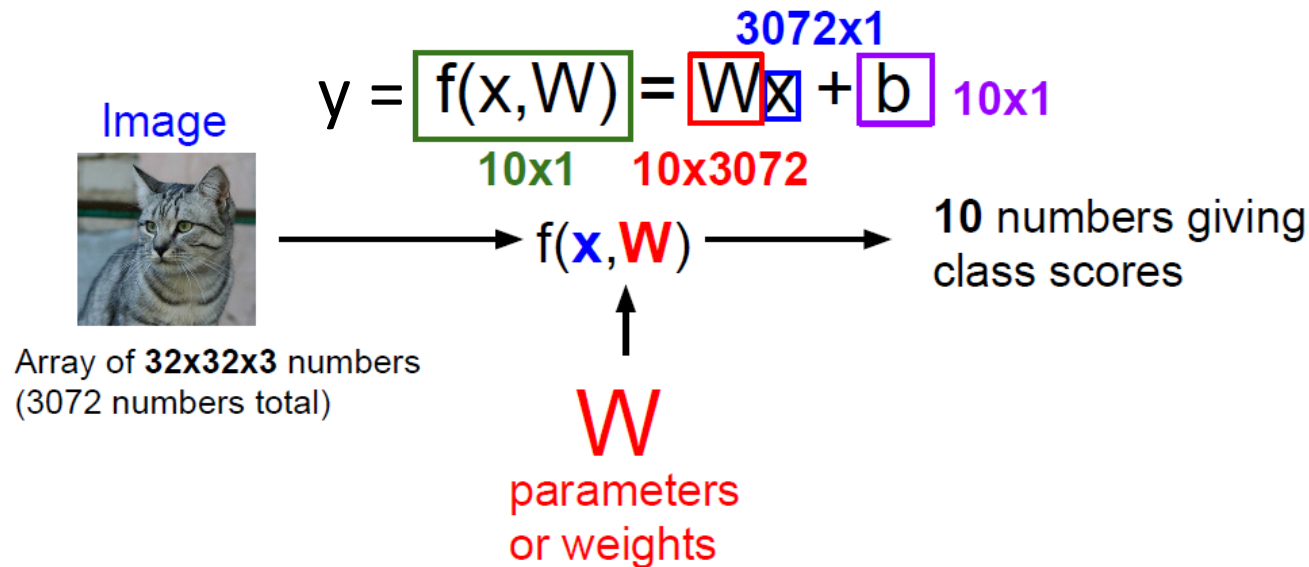 3072x1
y = f(x,W) = Wx + b 10x1
Image
10x1 10x3072
f(x,W)
10 numbers giving
class scores
Array of 32x32x3 numbers
(3072 numbers total)
W
parameters
or weights